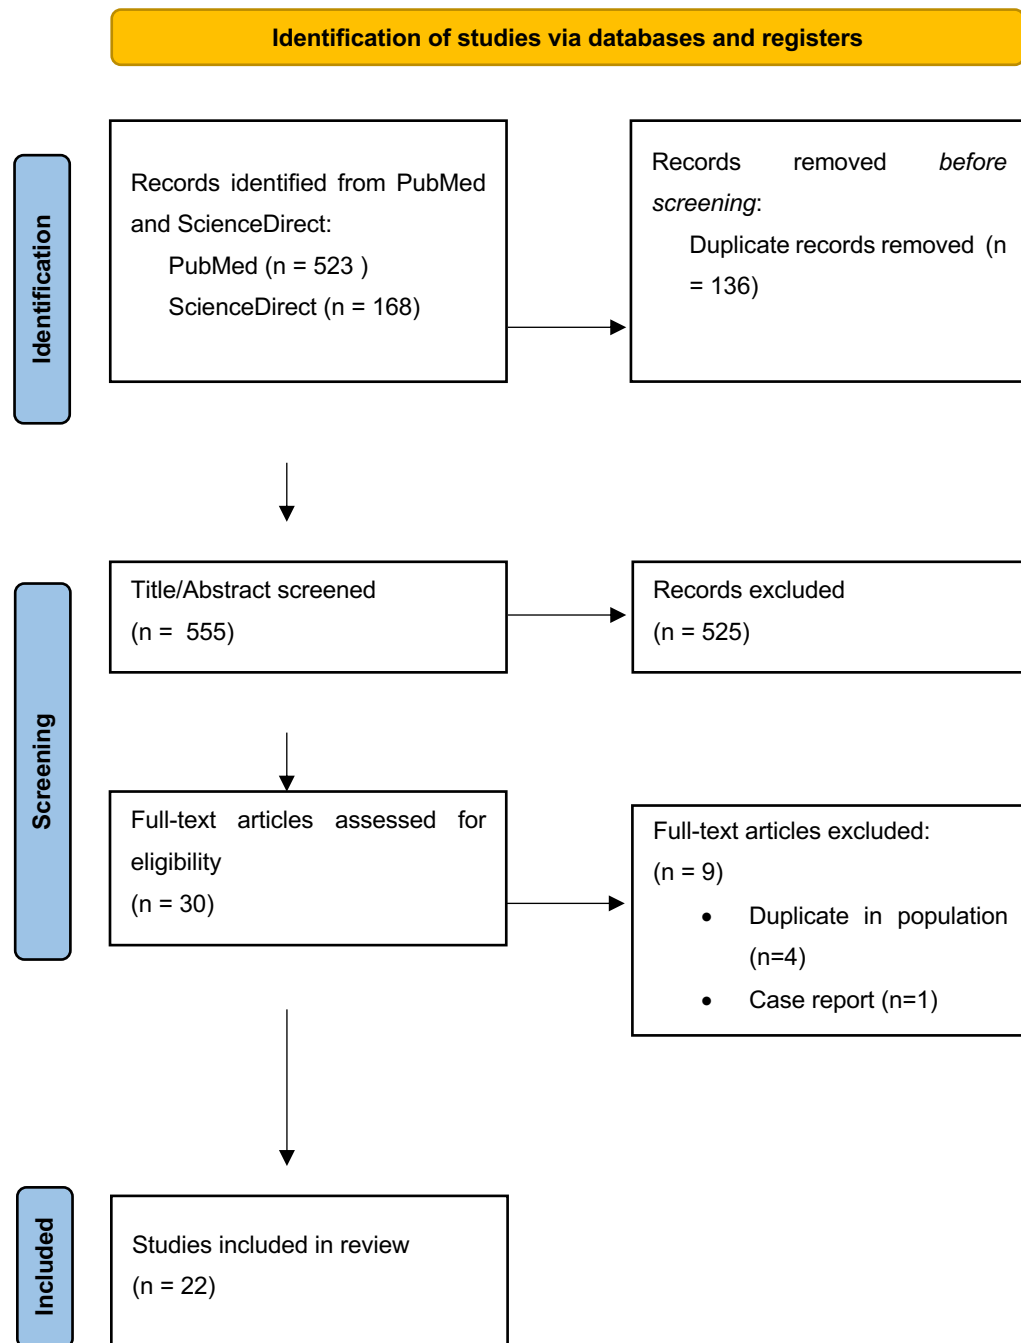 Identification of studies via databases and registers
Identification
Records identified from PubMed
and ScienceDirect:
PubMed (n = 523 )
ScienceDirect (n = 168)
Records removed before
screening:
Duplicate records removed (n
= 136)
Screening
Title/Abstract screened
(n = 555)
Records excluded
(n = 525)
Full-text articles assessed for
eligibility
(n = 30)
Full-text articles excluded:
(n = 9)
• Duplicate in population
(n=4)
• Case report (n=1)
Included
Studies included in review
(n = 22)